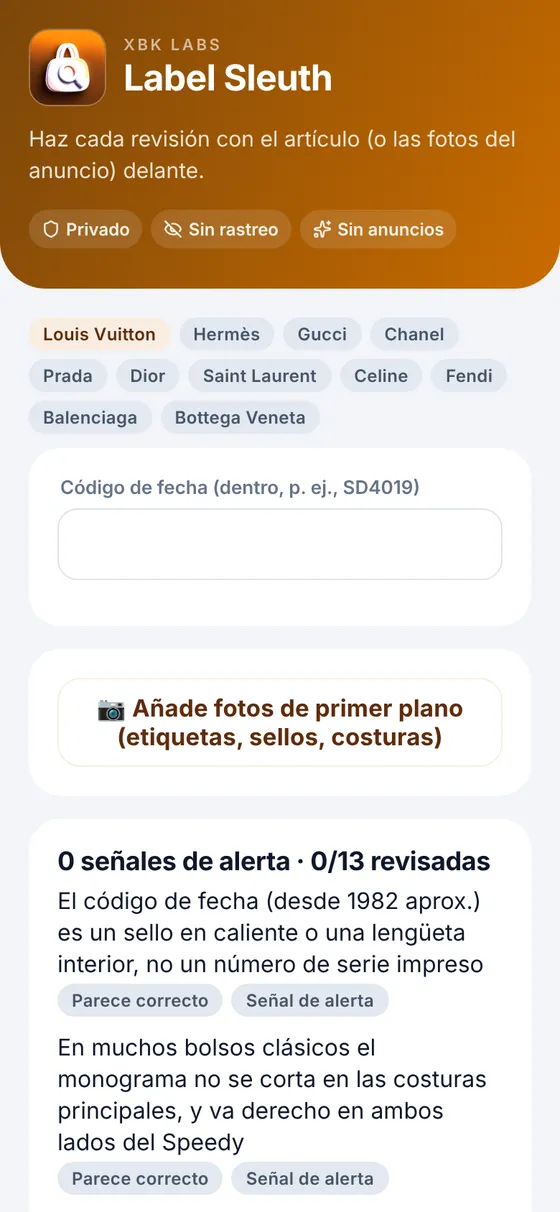 XBK LABS
Label Sleuth
Haz cada revisión con el artículo (o las fotos del
anuncio) delante.
Privado
Sin rastreo
Sin anuncios
Louis Vuitton
Hermès
Gucci
Chanel
Prada
Dior
Saint Laurent
Celine
Fendi
Balenciaga
Bottega Veneta
Código de fecha (dentro, p. ej., SD4019)
📷 Añade fotos de primer plano
(etiquetas, sellos, costuras)
0 señales de alerta · 0/13 revisadas
El código de fecha (desde 1982 aprox.)
es un sello en caliente o una lengüeta
interior, no un número de serie impreso
Parece correcto
Señal de alerta
En muchos bolsos clásicos el
monograma no se corta en las costuras
principales, y va derecho en ambos
lados del Speedy
Parece correcto
Señal de alerta